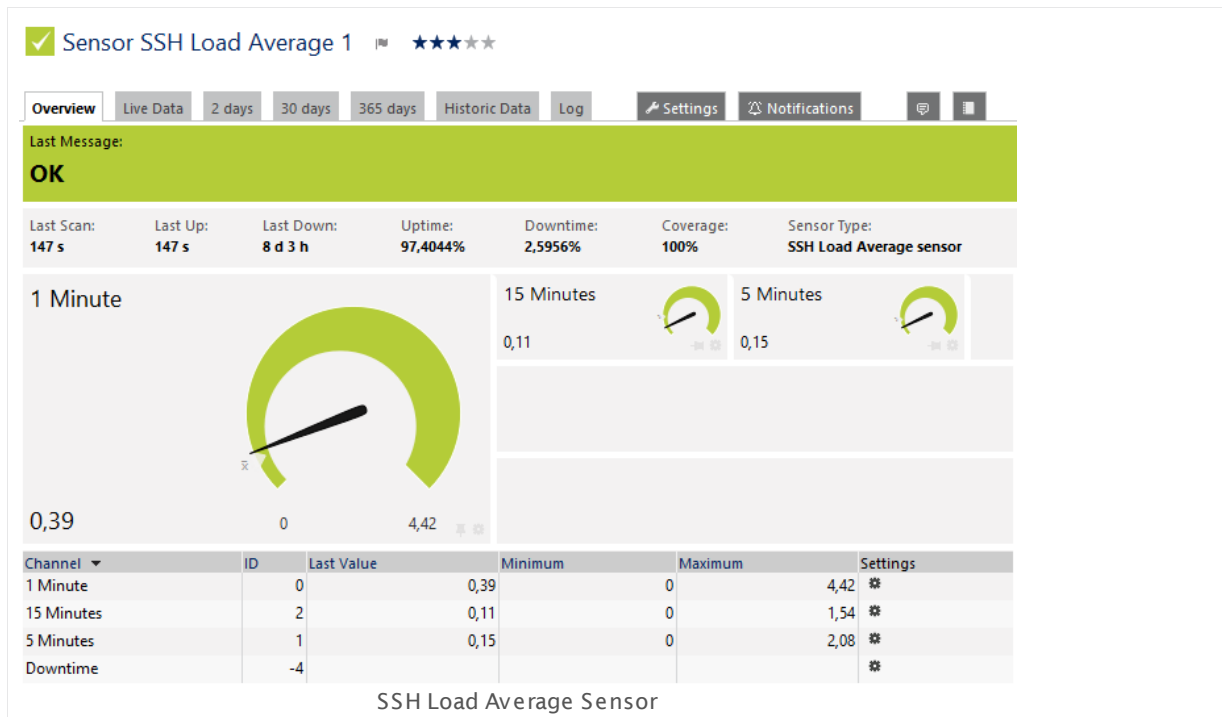 Sensor SSH Load Average 1
Overview Live Data 2 days 30 days 365 days Historic Data Log Settings Notifications
Last Message:
OK
Last Scan: Last Up: Last Down: Uptime: Downtime: Coverage: Sensor Type:
147 s 147 s 8 d 3 h 97,4044% 2,5956% 100% SSH Load Average sensor
1 Minute
0,39 0 4,42
15 Minutes
0,11
5 Minutes
0,15
Channel ID Last Value Minimum Maximum Settings
1 Minute 0 0,39 0 4,42
15 Minutes 2 0,11 0 1,54
5 Minutes 1 0,15 0 2,08
Downtime -4
SSH Load Average Sensor